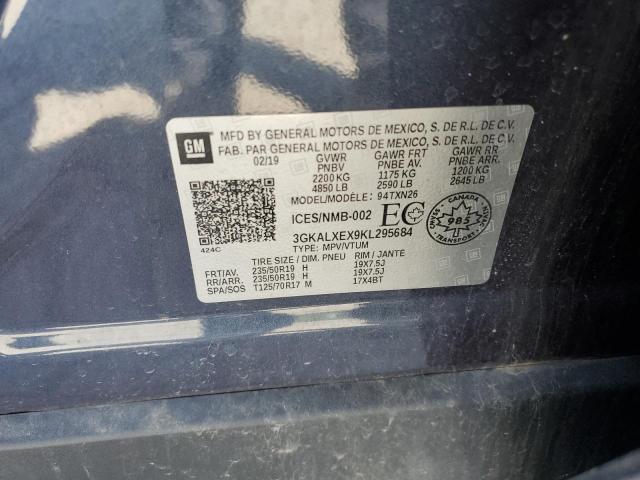 GM
MFD BY GENERAL MOTORS DE MEXICO, S. DE R.L. DE C.V.
FAB. PAR GENERAL MOTORS DE MEXICO, S. DE R.L. DE C.V.
02/19 GVWR GAWR FRT GAWR RR
PNBV PNBE AV. PNBE ARR.
2200 KG 1175 KG 1200 KG
4850 LB 2590 LB 2645 LB
MODEL/MODÈLE: 94TXN26
ICES/NMB-002 EC
CANADA
985
3GKALXEX9KL295684
424C
TYPE: MPV/VTUM
TIRE SIZE / DIM. PNEU RIM / JANTE
FRT/AV. 235/50R19 H 19X7.5J
RR/ARR. 235/50R19 H 19X7.5J
SPA/SOS T125/70R17 M 17X4BT